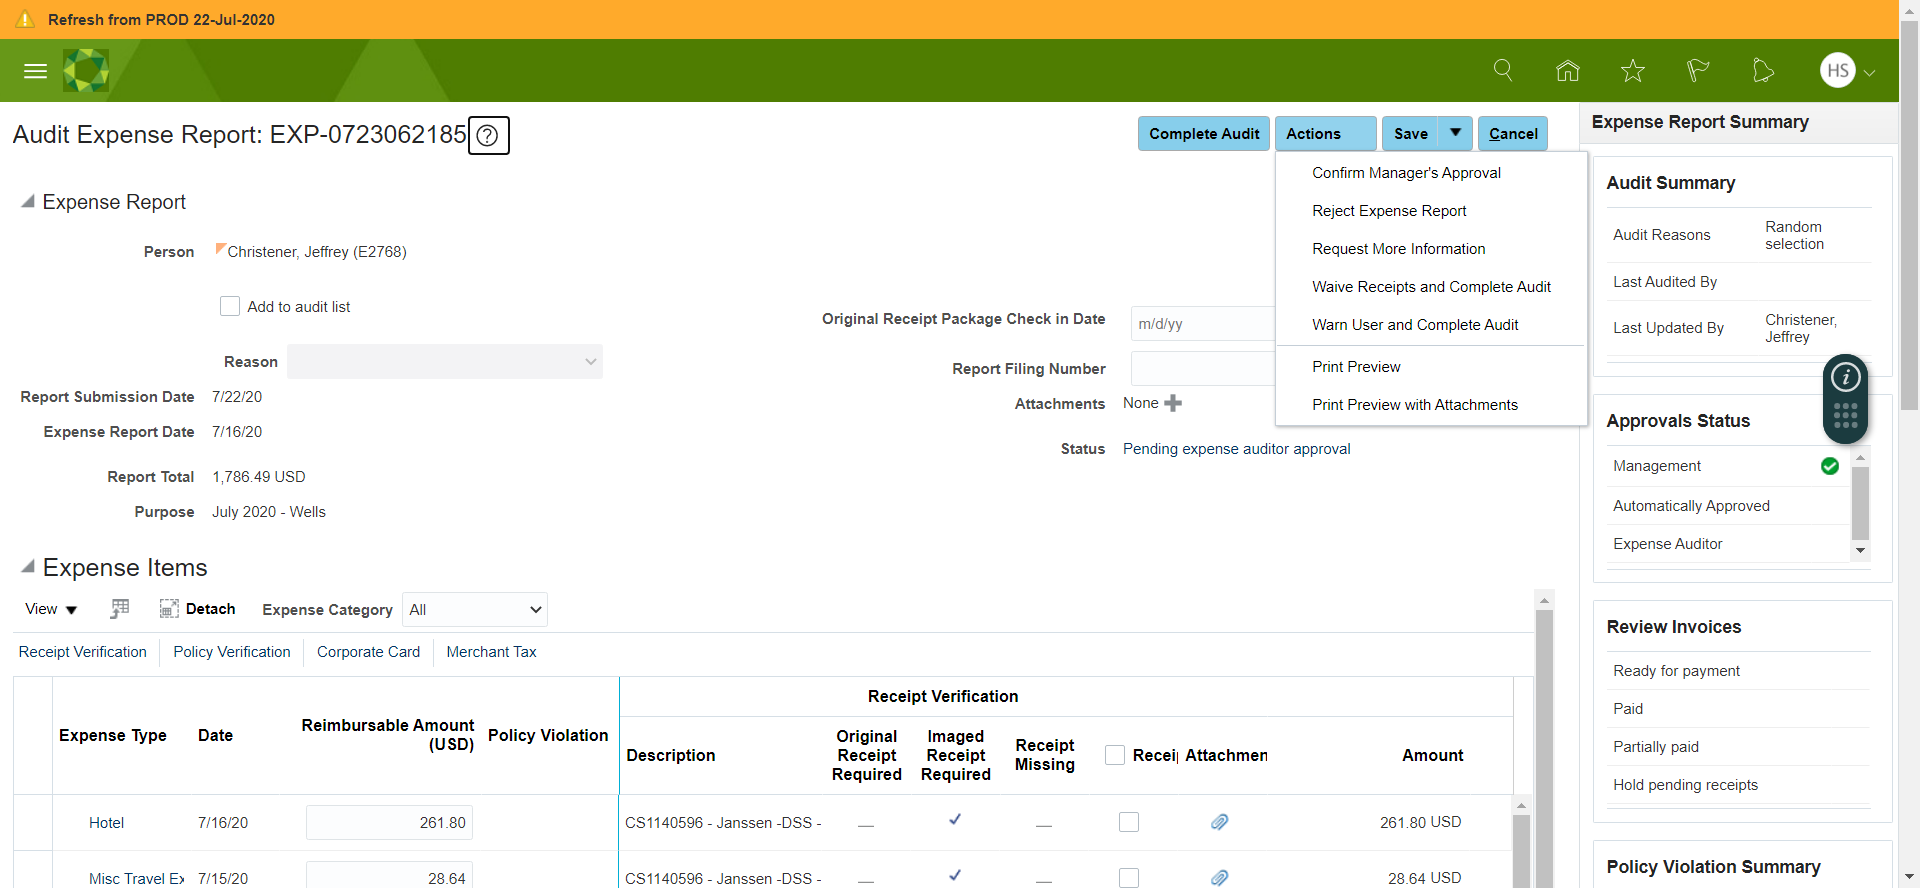 Refresh from PROD 22-Jul-2020
HS
Audit Expense Report: EXP-0723062185
Complete Audit
Actions
Save
Cancel
Confirm Manager's Approval
Reject Expense Report
Request More Information
Waive Receipts and Complete Audit
Warn User and Complete Audit
Print Preview
Print Preview with Attachments
Expense Report
Person Christener, Jeffrey (E2768)
Add to audit list
Reason
Report Submission Date 7/22/20
Expense Report Date 7/16/20
Report Total 1,786.49 USD
Purpose July 2020 - Wells
Original Receipt Package Check in Date m/d/yy
Report Filing Number
Attachments None
Status Pending expense auditor approval
Expense Items
View
Detach
Expense Category All
Receipt Verification
Policy Verification
Corporate Card
Merchant Tax
Receipt Verification
Expense Type
Date
Reimbursable Amount
(USD)
Policy Violation
Description
Original
Receipt
Required
Imaged
Receipt
Required
Receipt
Missing
Recei
Attachmen
Amount
Hotel 7/16/20 261.80 CS1140596 - Janssen -DSS - 261.80 USD
Misc Travel Ex 7/15/20 28.64 CS1140596 - Janssen -DSS - 28.64 USD
Expense Report Summary
Audit Summary
Audit Reasons Random
selection
Last Audited By
Last Updated By Christener,
Jeffrey
Approvals Status
Management
Automatically Approved
Expense Auditor
Review Invoices
Ready for payment
Paid
Partially paid
Hold pending receipts
Policy Violation Summary